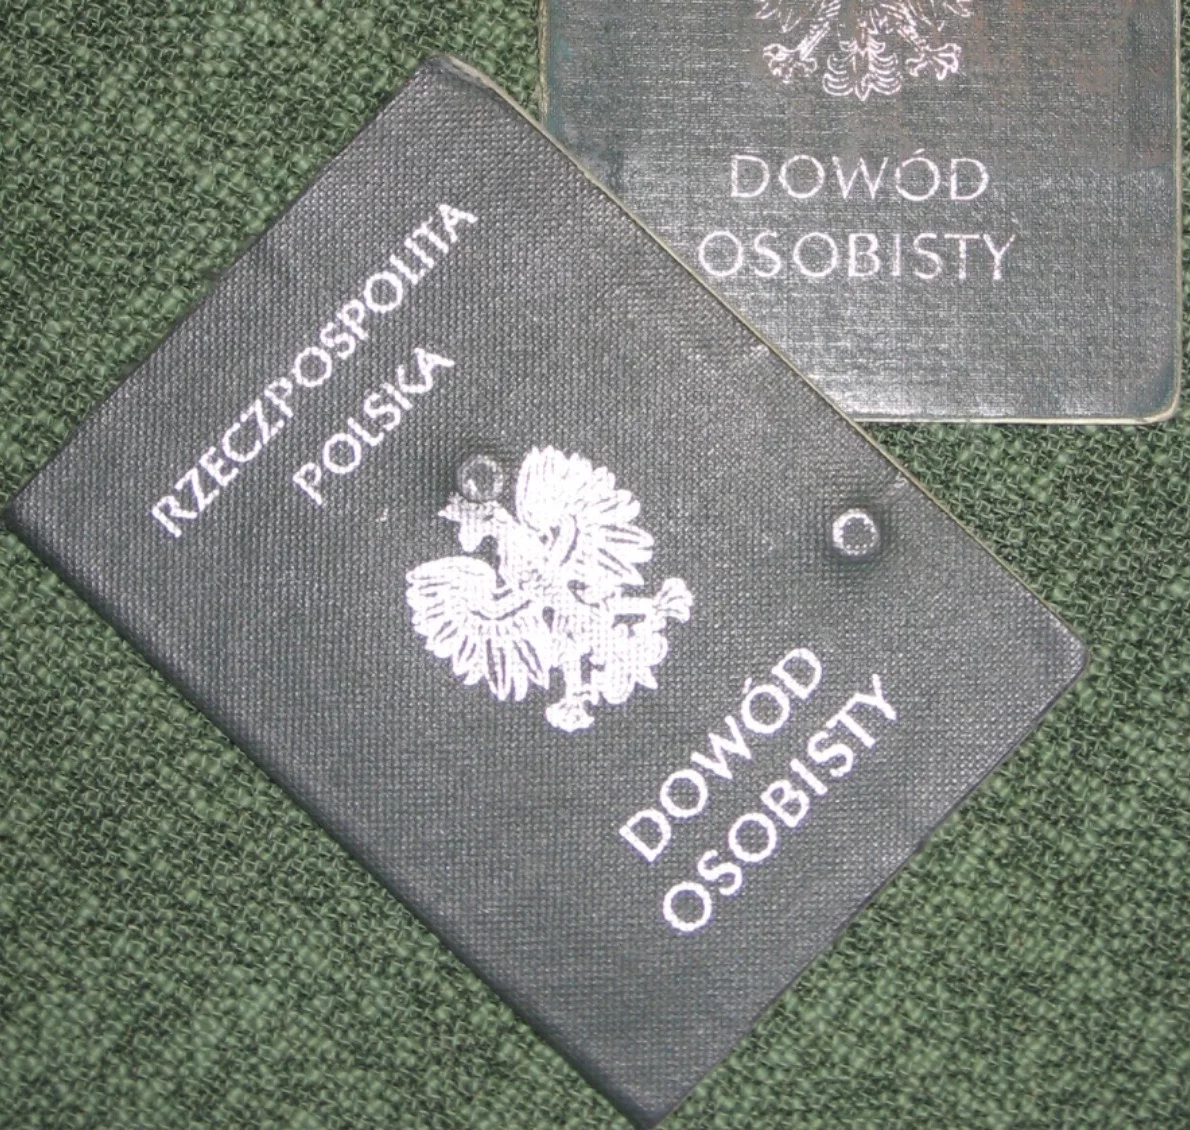 DOWÓD
OSOBISTY
RZECZPOSPOLITA
POLSKA
DOWÓD
OSOBISTY